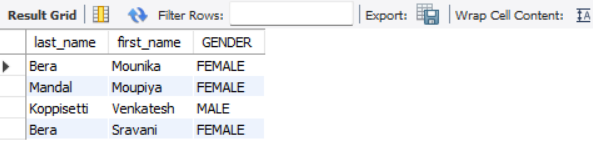 Result Grid Filter Rows: Export: Wrap Cell Content:
last_name first_name GENDER
Bera Mounika FEMALE
Mandal Moupiya FEMALE
Koppisetti Venkatesh MALE
Bera Sravani FEMALE